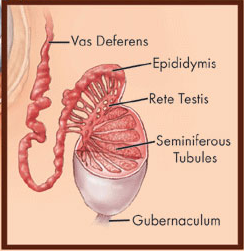 Vas Deferens
Epididymis
Rete Testis
Seminiferous
Tubules
Gubernaculum